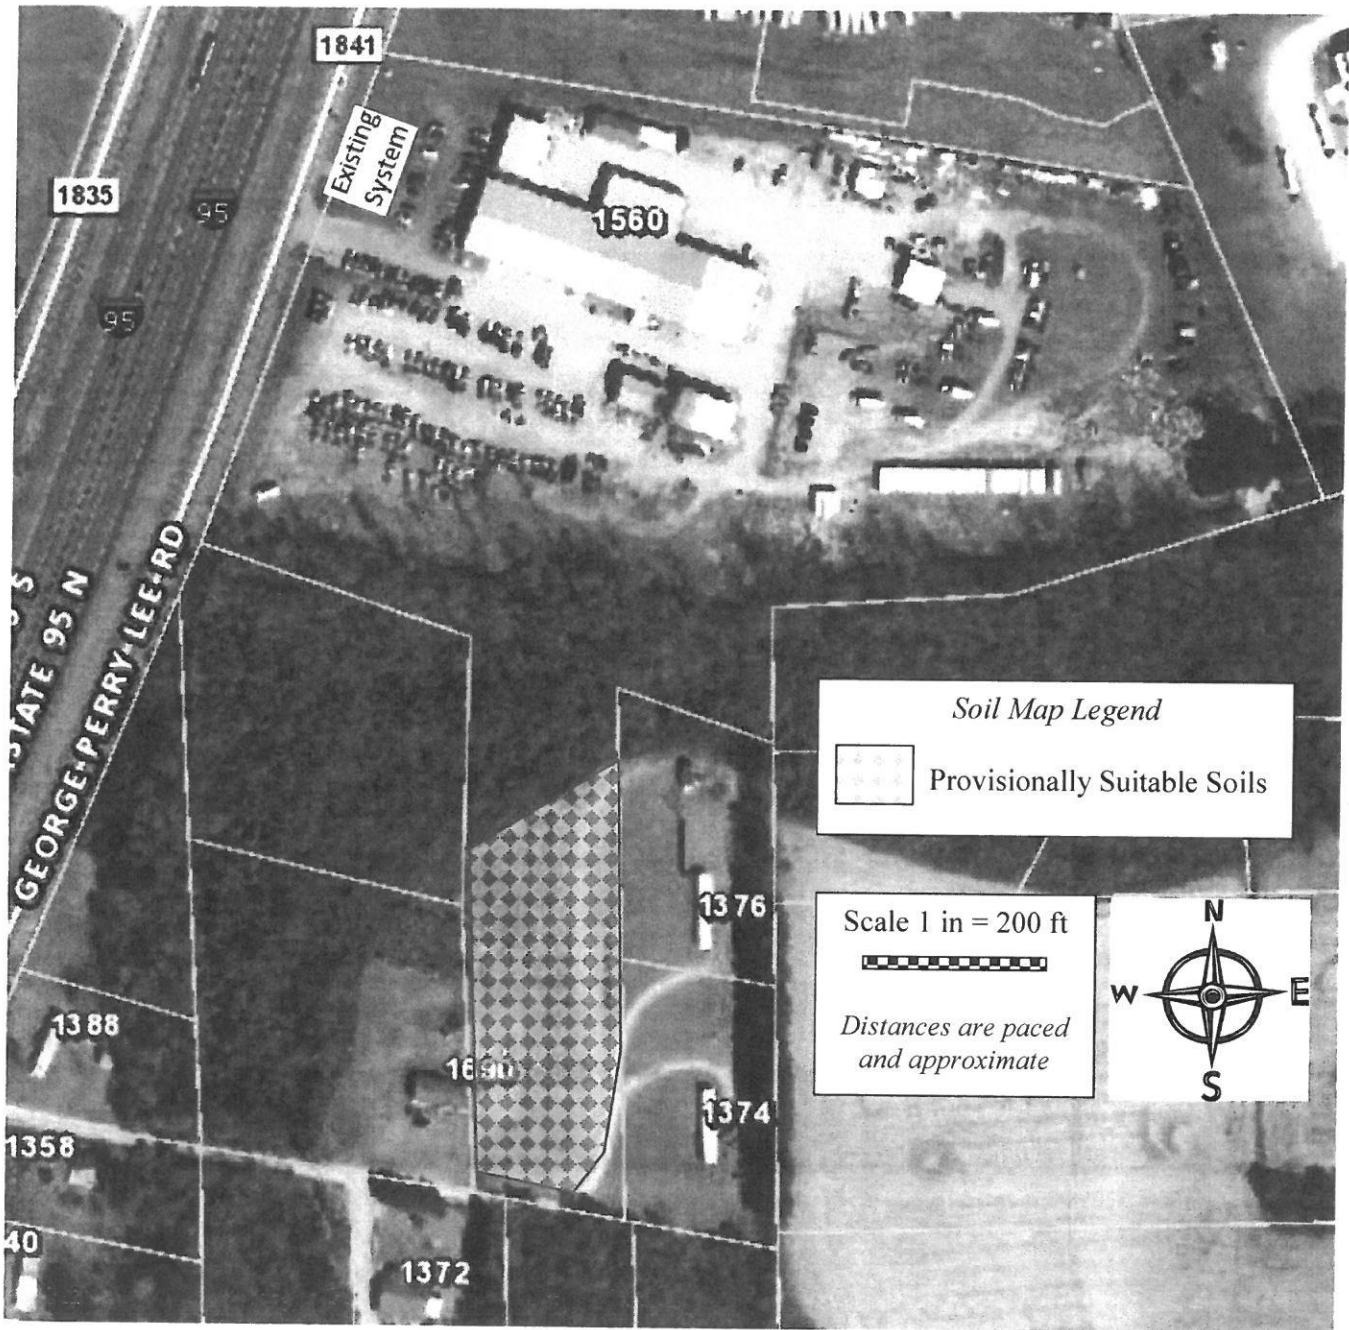 1841
Existing
System
1835
95
1560
95
S
STATE 95 N
GEORGE PERRY LEE RD
Soil Map Legend
Provisionally Suitable Soils
1376
Scale 1 in = 200 ft
N
W
E
S
Distances are paced
and approximate
1388
1690
1374
1358
40
1372